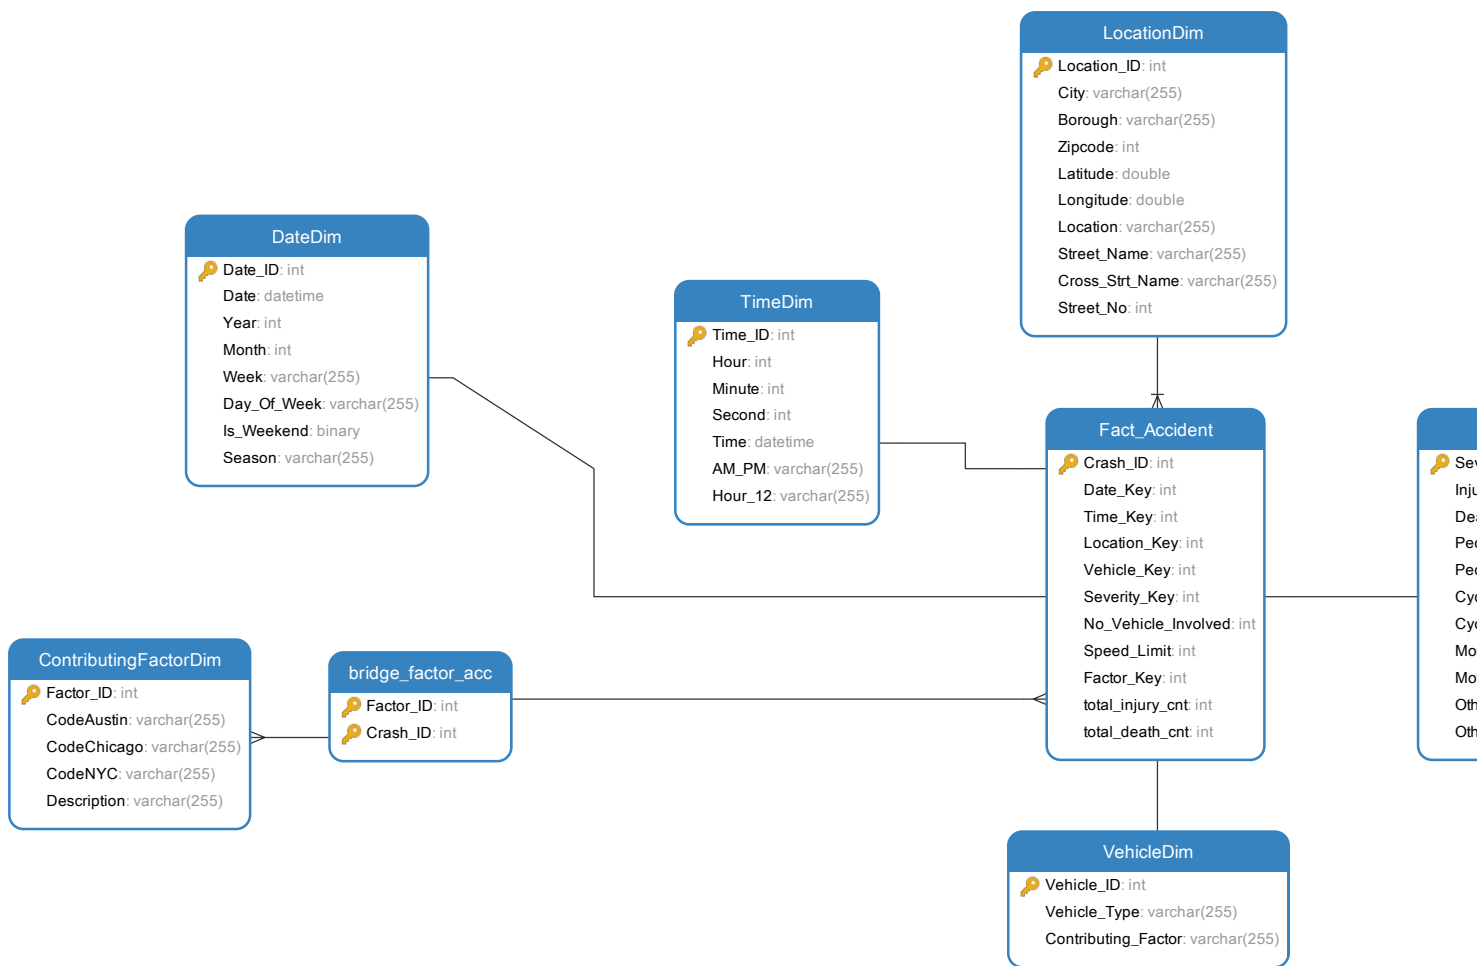 LocationDim
Location_ID: int
City: varchar(255)
Borough: varchar(255)
Zipcode: int
Latitude: double
Longitude: double
Location: varchar(255)
Street_Name: varchar(255)
Cross_Strt_Name: varchar(255)
Street_No: int
DateDim
Date_ID: int
Date: datetime
Year: int
Month: int
Week: varchar(255)
Day_Of_Week: varchar(255)
Is_Weekend: binary
Season: varchar(255)
TimeDim
Time_ID: int
Hour: int
Minute: int
Second: int
Time: datetime
AM_PM: varchar(255)
Hour_12: varchar(255)
Fact_Accident
Crash_ID: int
Date_Key: int
Time_Key: int
Location_Key: int
Vehicle_Key: int
Severity_Key: int
No_Vehicle_Involved: int
Speed_Limit: int
Factor_Key: int
total_injury_cnt: int
total_death_cnt: int
ContributingFactorDim
Factor_ID: int
CodeAustin: varchar(255)
CodeChicago: varchar(255)
CodeNYC: varchar(255)
Description: varchar(255)
bridge_factor_acc
Factor_ID: int
Crash_ID: int
VehicleDim
Vehicle_ID: int
Vehicle_Type: varchar(255)
Contributing_Factor: varchar(255)